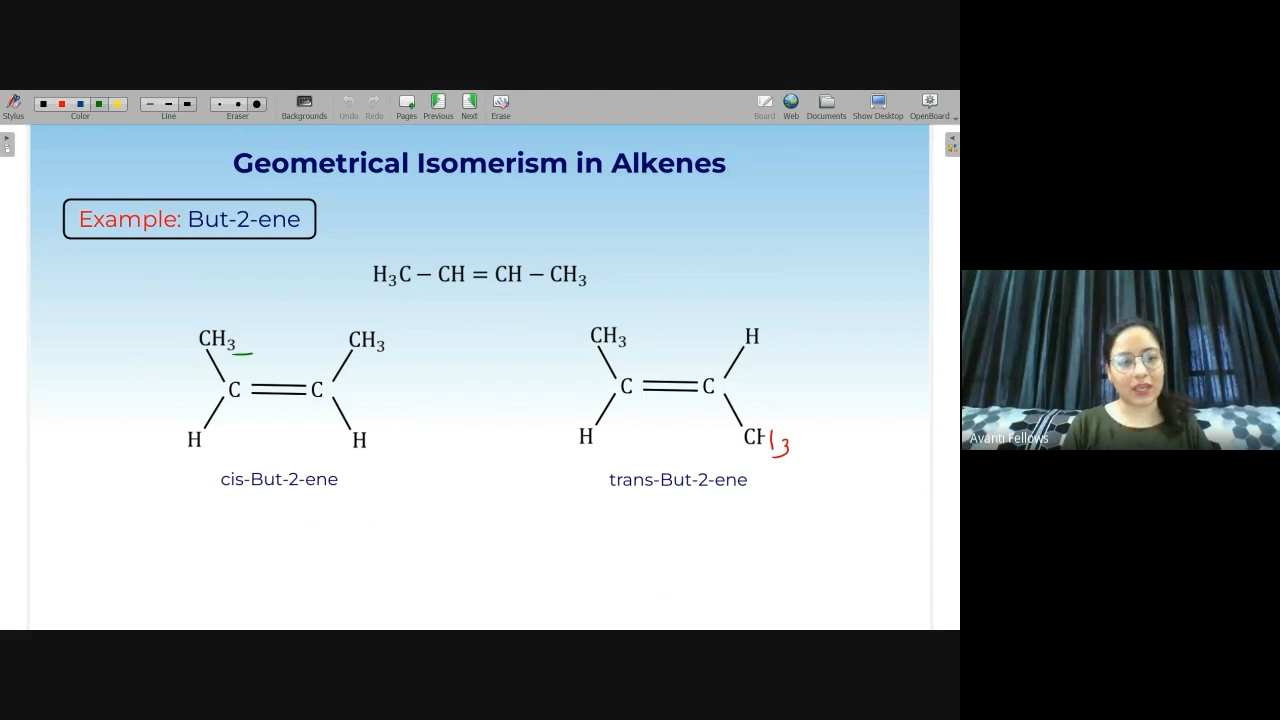 Stylus Color Line Eraser Backgrounds Undo Redo Pages Previous Next Erase Board Web Documents Show Desktop OpenBoard
Geometrical Isomerism in Alkenes
Example: But-2-ene
H₃C − CH = CH − CH₃
CH₃ CH₃ CH₃ H
C C C C
H H H CH3
Avanti Fellows
cis-But-2-ene trans-But-2-ene